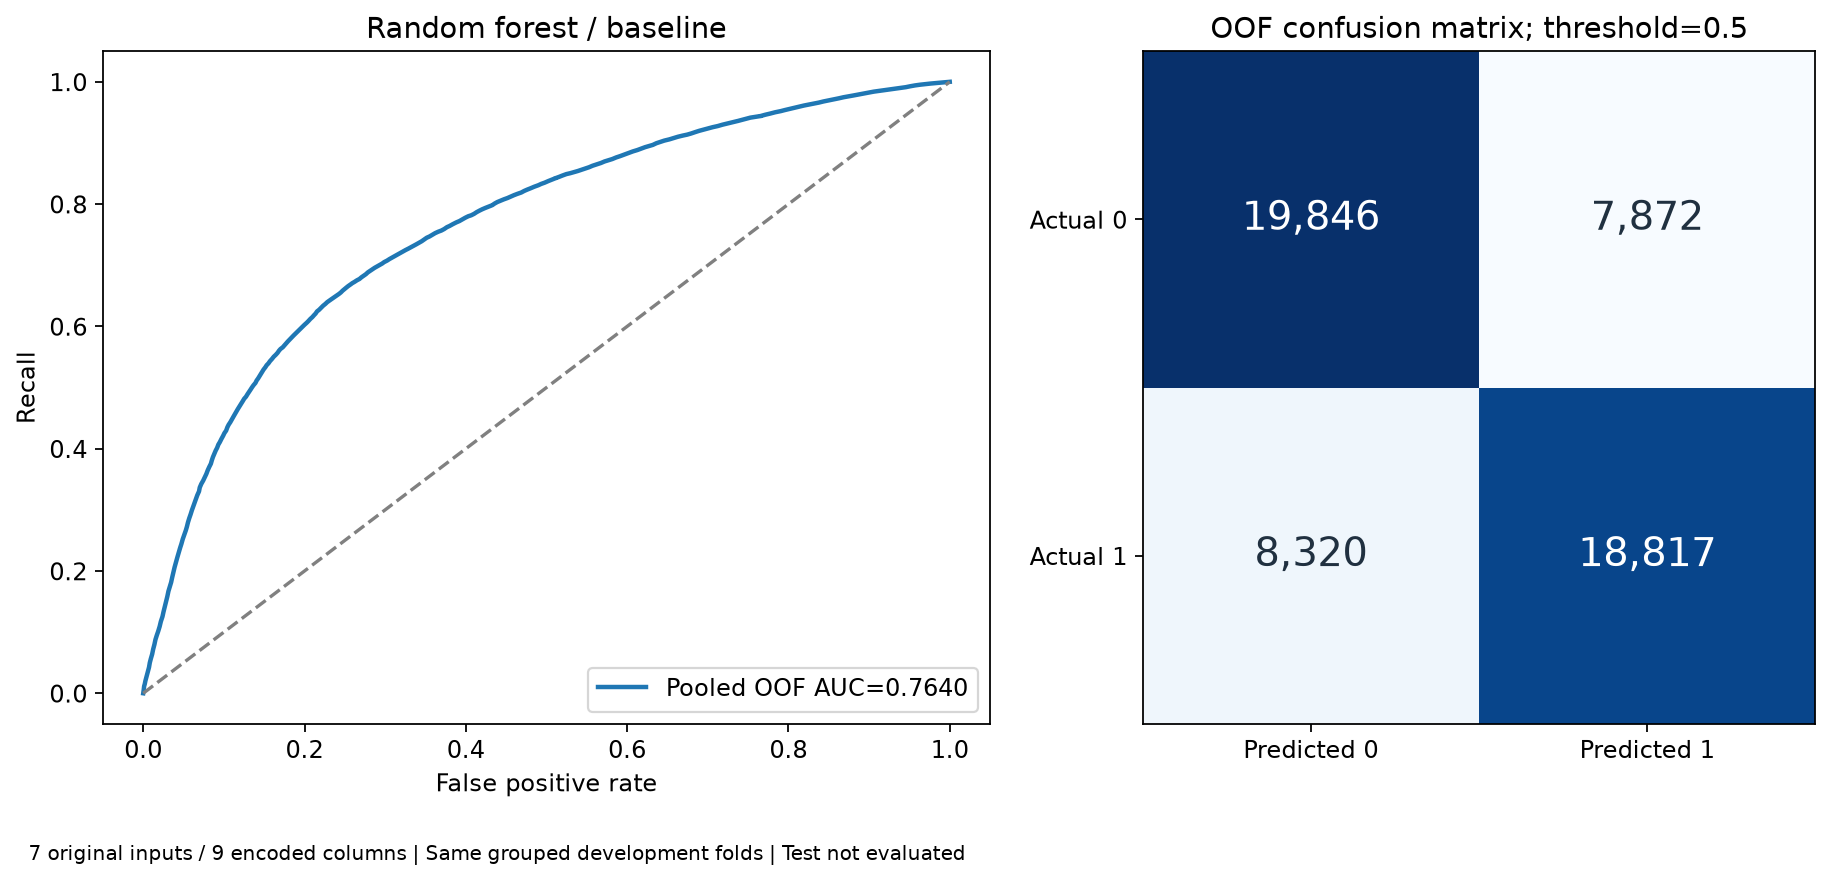 Random forest / baseline
1.0
0.8
0.6
0.4
0.2
0.0
Recall
0.0 0.2 0.4 0.6 0.8 1.0
False positive rate
Pooled OOF AUC=0.7640
OOF confusion matrix; threshold=0.5
Actual 0
19,846 7,872
Actual 1
8,320 18,817
Predicted 0 Predicted 1
7 original inputs / 9 encoded columns | Same grouped development folds | Test not evaluated